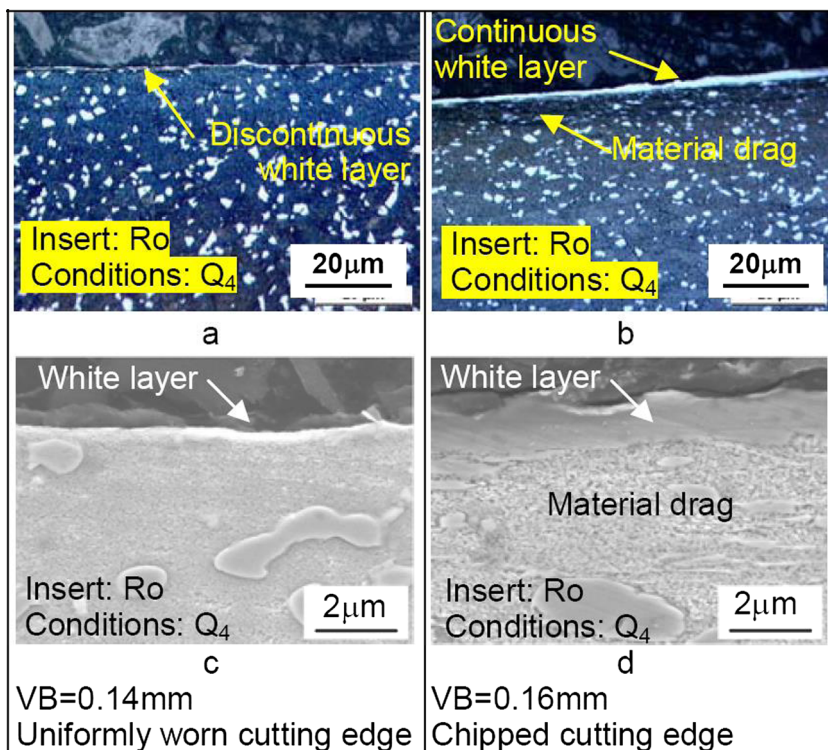 Discontinuous
white layer
Insert: Ro
Conditions: Q₄
20μm
a
Continuous
white layer
Material drag
Insert: Ro
Conditions: Q₄
20μm
b
White layer
Insert: Ro
Conditions: Q₄
2μm
c
White layer
Material drag
Insert: Ro
Conditions: Q₄
2μm
d
VB=0.14mm
Uniformly worn cutting edge
VB=0.16mm
Chipped cutting edge